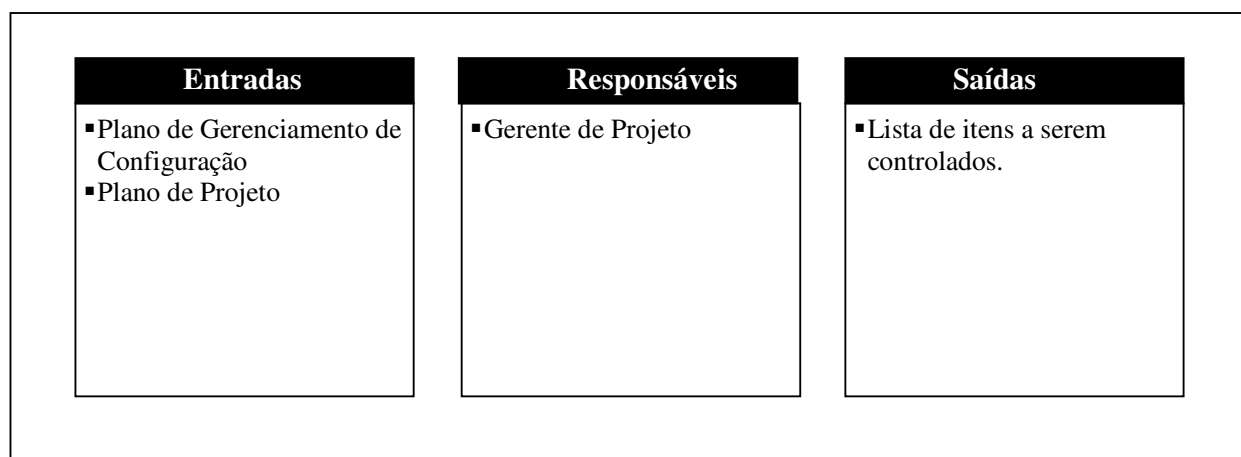 Entradas
▪Plano de Gerenciamento de
Configuração
▪Plano de Projeto
Responsáveis
▪Gerente de Projeto
Saídas
▪Lista de itens a serem
controlados.